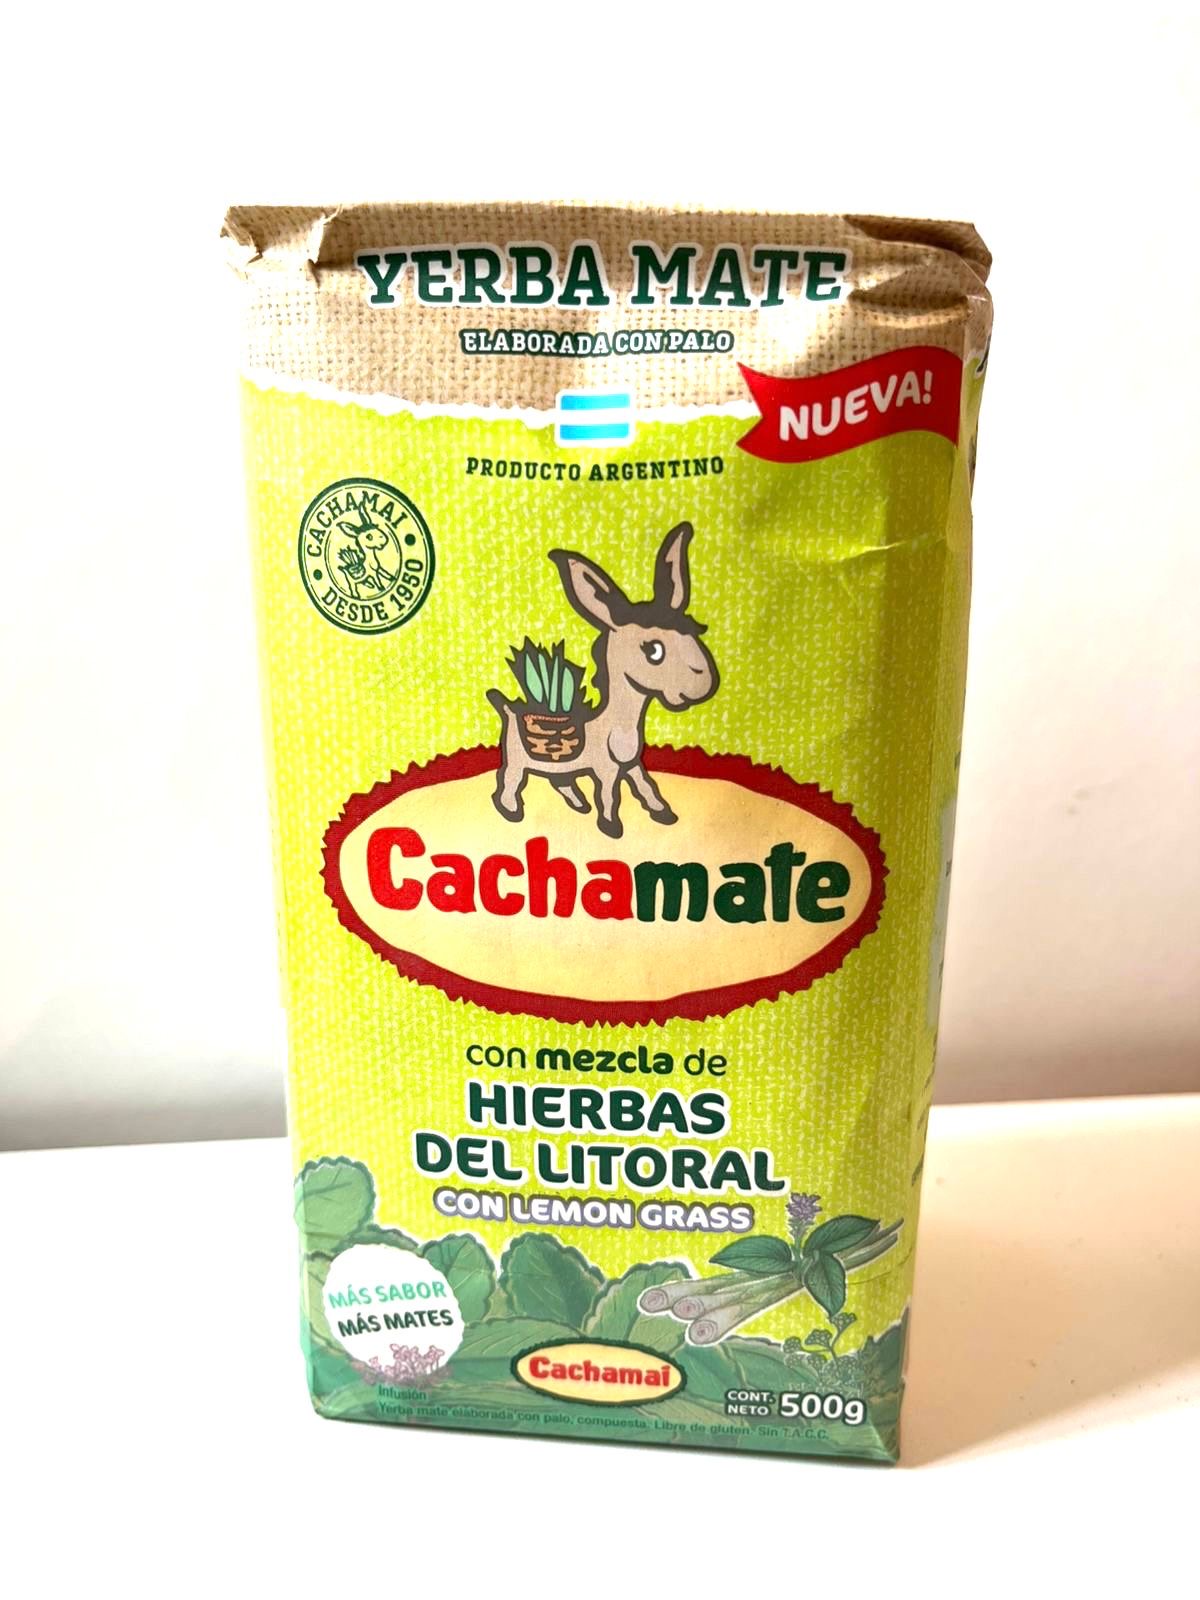 YERBA MATE
ELABORADA CON PALO
NUEVA!
PRODUCTO ARGENTINO
CACHAMAI
DESDE 1950
Cachamate
con mezcla de
HIERBAS
DEL LITORAL
CON LEMON GRASS
MÁS SABOR
MÁS MATES
Cachamai
CONT.
NETO 500g
Infusión
Yerba mate elaborada con palo, compuesta. Libre de gluten. Sin T.A.C.C.